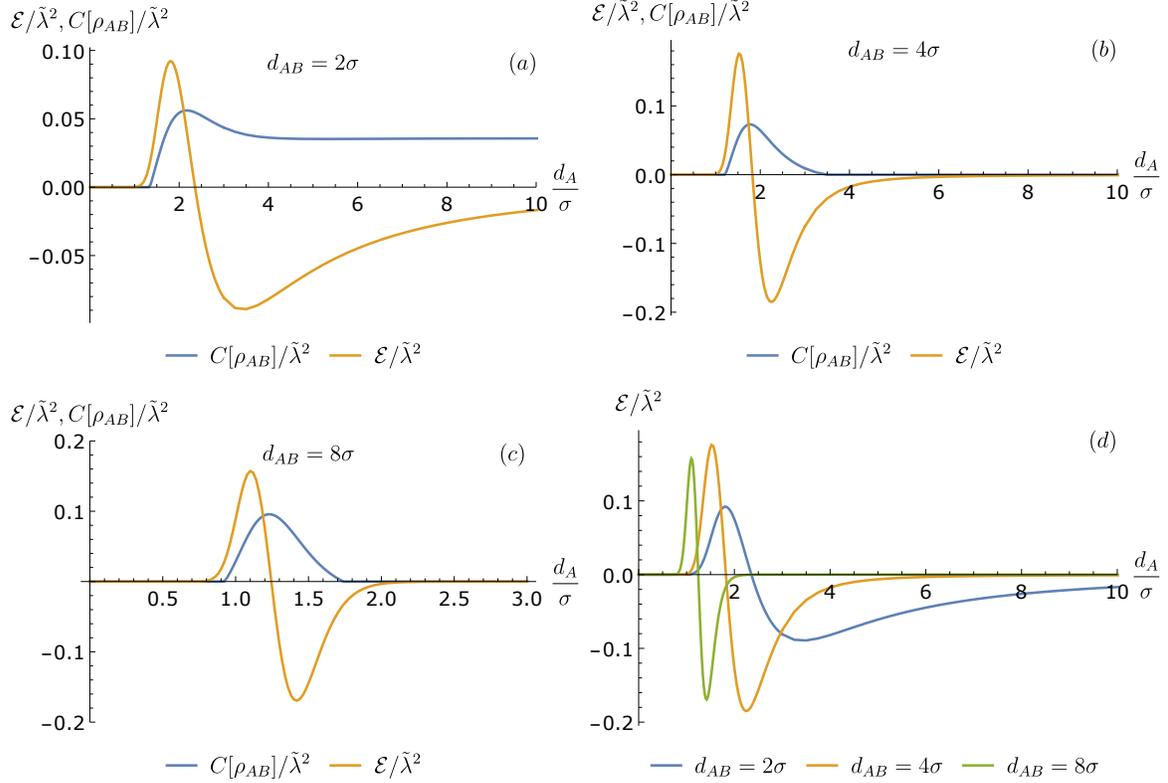 ℰ/λ̃², C[ρ_AB]/λ̃²
d_AB = 2σ
(a)
0.10
0.05
0.00
−0.05
2 4 6 8 10
d_A/σ
C[ρ_AB]/λ̃² ℰ/λ̃²
ℰ/λ̃², C[ρ_AB]/λ̃²
d_AB = 4σ
(b)
0.1
0.0
−0.1
−0.2
2 4 6 8 10
d_A/σ
C[ρ_AB]/λ̃² ℰ/λ̃²
ℰ/λ̃², C[ρ_AB]/λ̃²
d_AB = 8σ
(c)
0.2
0.1
−0.1
−0.2
0.5 1.0 1.5 2.0 2.5 3.0
d_A/σ
C[ρ_AB]/λ̃² ℰ/λ̃²
ℰ/λ̃²
(d)
0.1
0.0
−0.1
−0.2
2 4 6 8 10
d_A/σ
d_AB = 2σ d_AB = 4σ d_AB = 8σ